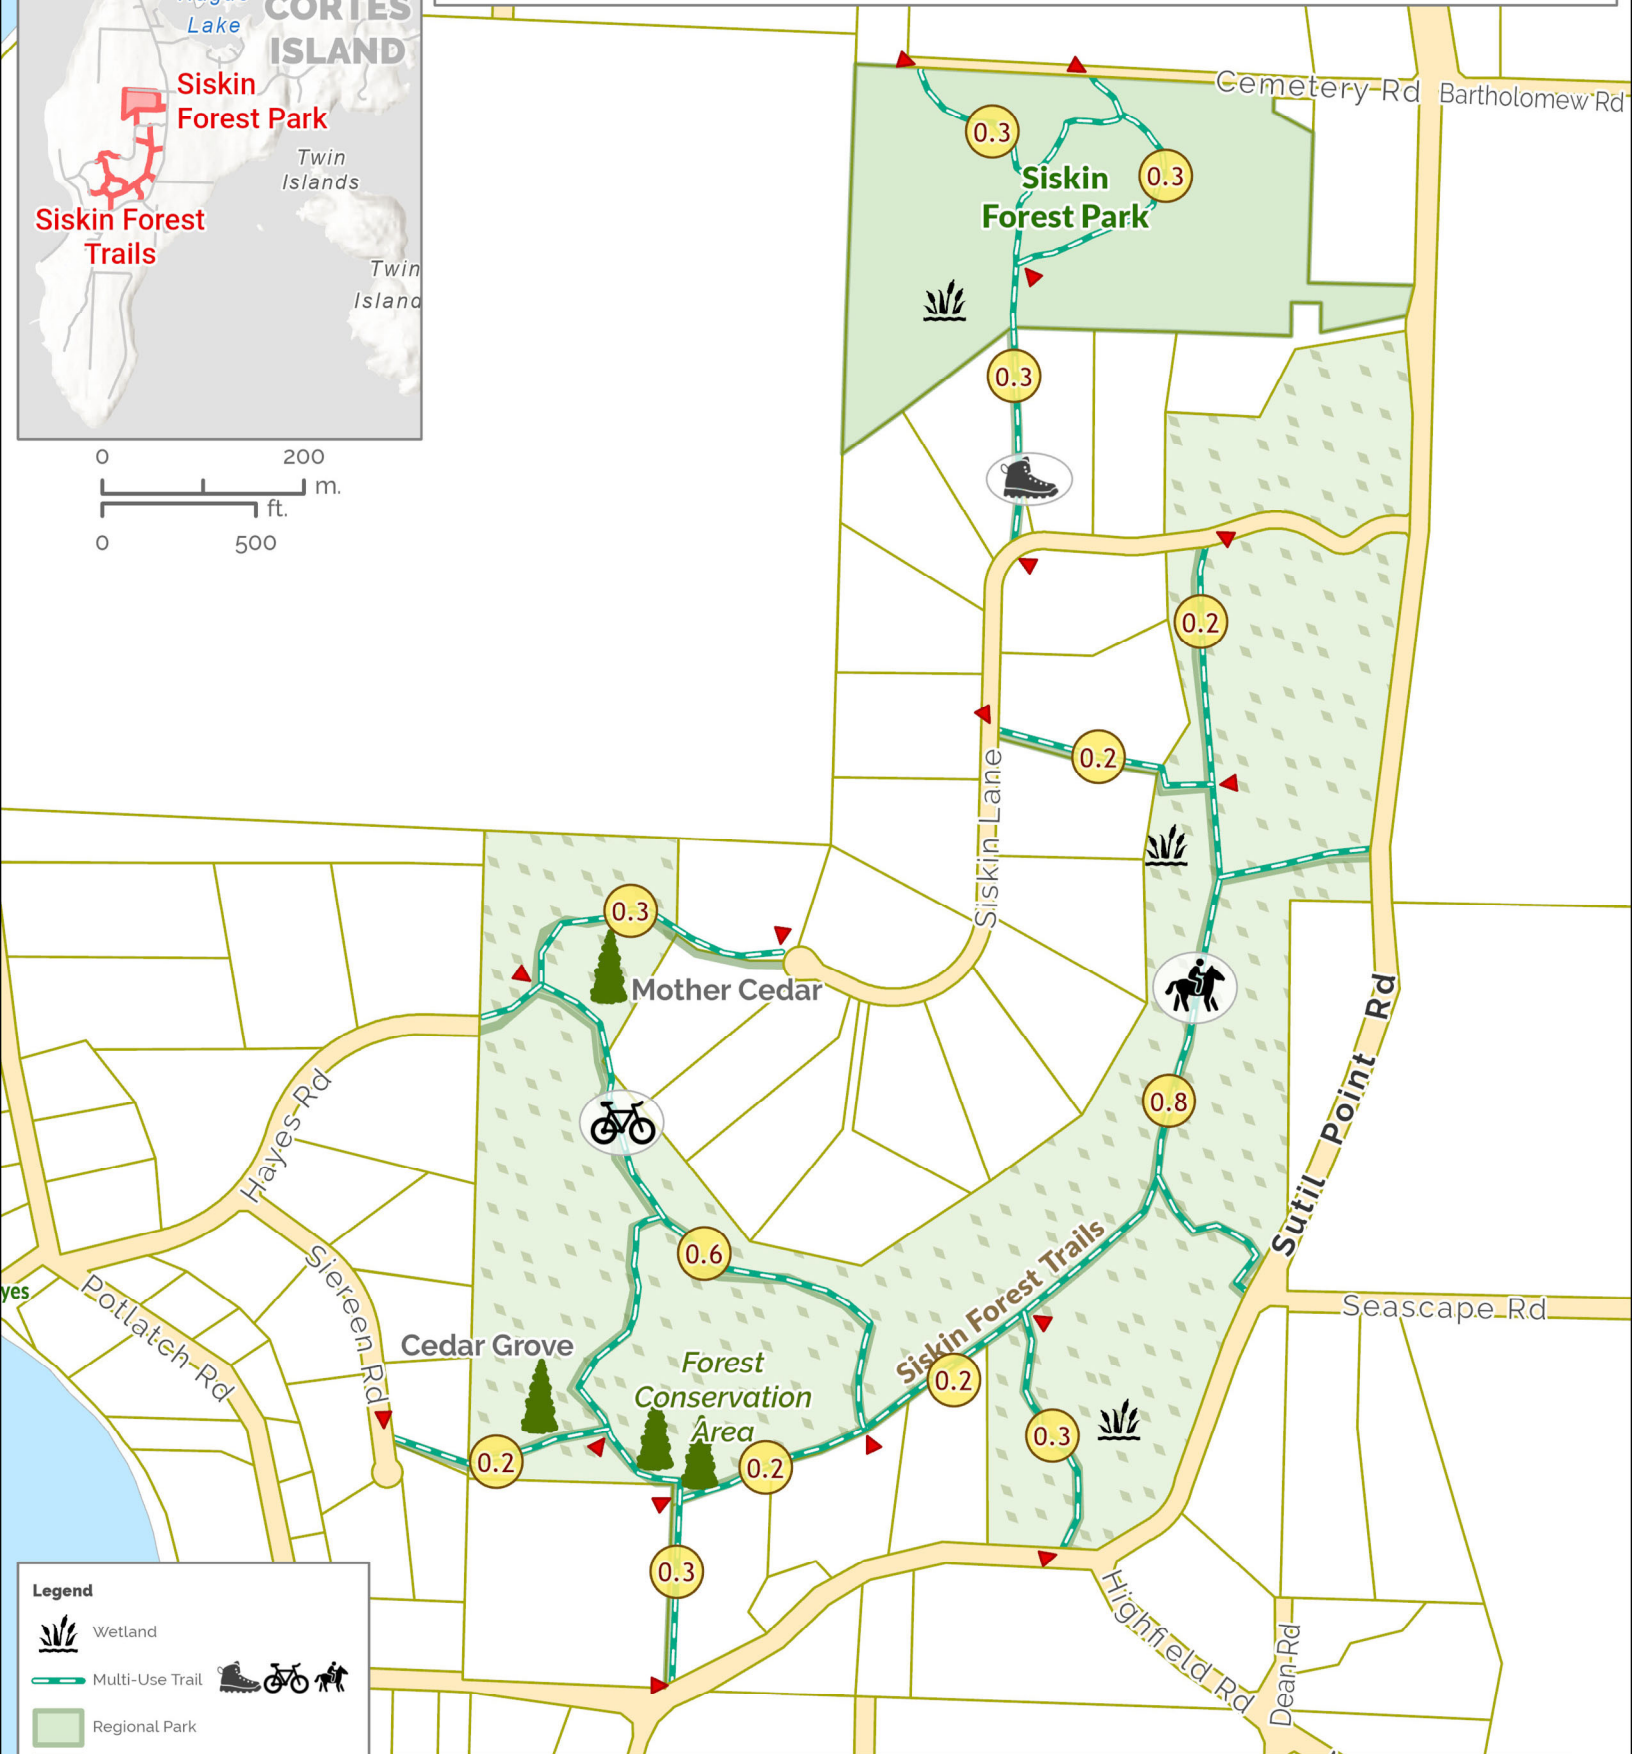 CORTES
ISLAND
Lake
Siskin
Forest Park
Twin
Islands
Siskin Forest
Trails
Twin
Island
0 200
m.
ft.
0 500
Cemetery Rd
Bartholomew Rd
0.3
0.3
Siskin
Forest Park
0.3
0.2
0.2
Siskin Lane
0.3
Mother Cedar
Hayes Rd
0.8
Sutil Point Rd
0.6
Siereen Rd
Potlatch Rd
yes
Seascape Rd
Siskin Forest Trails
Cedar Grove
Forest
Conservation
Area
0.2
0.3
0.2
0.2
0.3
Highfield Rd
Dean Rd
Legend
Wetland
Multi-Use Trail
Regional Park